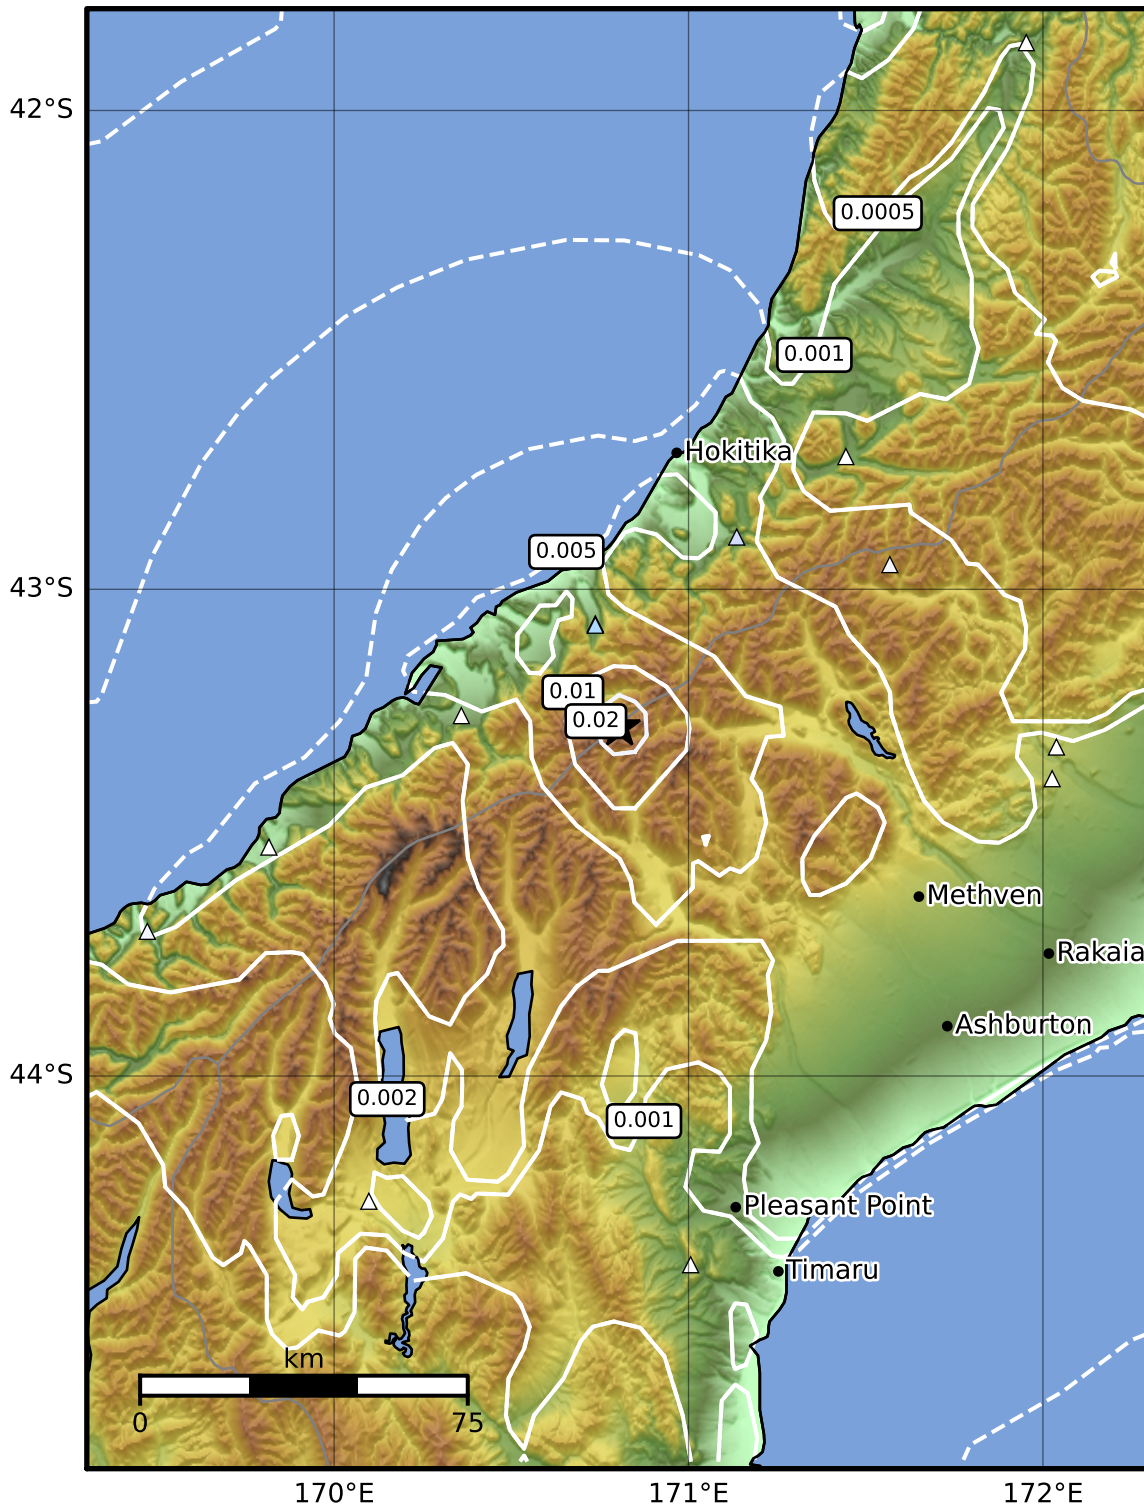 42°S
0.0005
0.001
Hokitika
0.005
43°S
0.01
0.02
Methven
Rakaia
Ashburton
44°S
0.002
0.001
Pleasant Point
Timaru
km
0
75
170°E
171°E
172°E